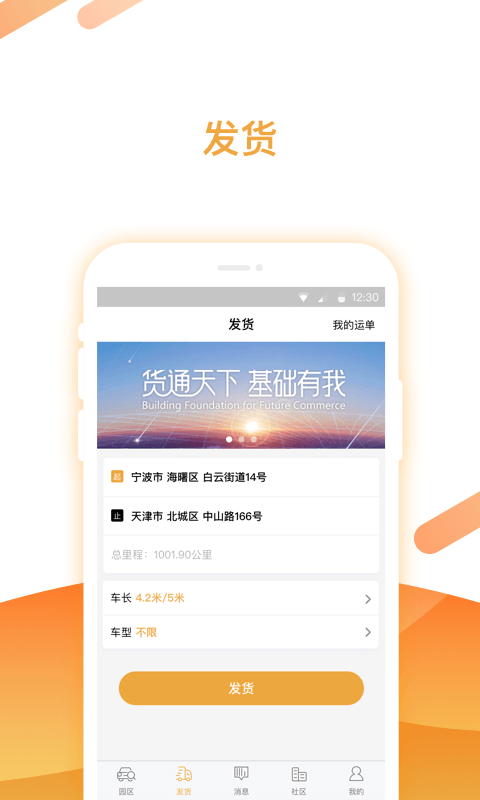 发货
12:30
发货 我的运单
货通天下 基础有我
Building Foundation for Future Commerce
起 宁波市 海曙区 白云街道14号
止 天津市 北城区 中山路166号
总里程：1001.90公里
车长 4.2米/5米
车型 不限
发货
园区 发货 消息 社区 我的